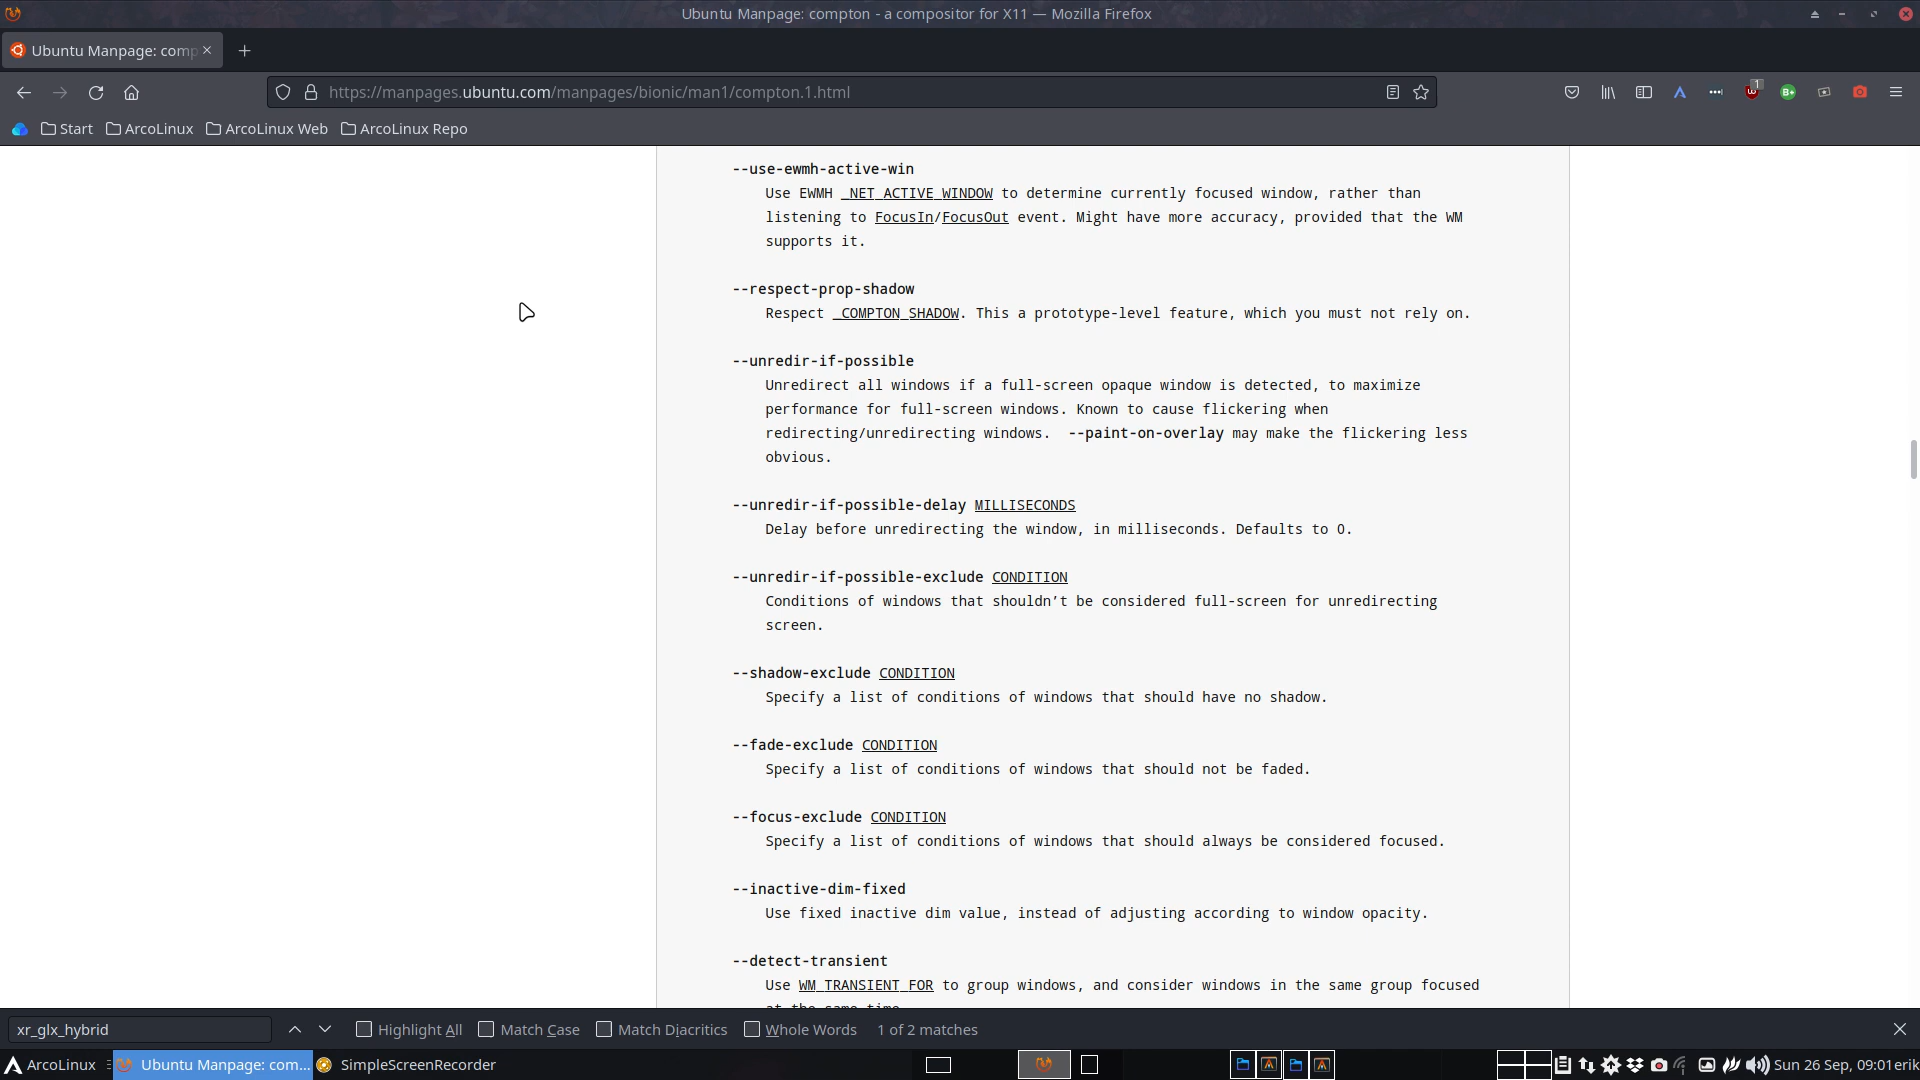 Ubuntu Manpage: compton - a compositor for X11 — Mozilla Firefox
Ubuntu Manpage: comp
https://manpages.ubuntu.com/manpages/bionic/man1/compton.1.html
1
B+
Start ArcoLinux ArcoLinux Web ArcoLinux Repo
--use-ewmh-active-win
Use EWMH _NET_ACTIVE_WINDOW to determine currently focused window, rather than
listening to FocusIn/FocusOut event. Might have more accuracy, provided that the WM
supports it.
--respect-prop-shadow
Respect _COMPTON_SHADOW. This a prototype-level feature, which you must not rely on.
--unredir-if-possible
Unredirect all windows if a full-screen opaque window is detected, to maximize
performance for full-screen windows. Known to cause flickering when
redirecting/unredirecting windows.  --paint-on-overlay may make the flickering less
obvious.
--unredir-if-possible-delay MILLISECONDS
Delay before unredirecting the window, in milliseconds. Defaults to 0.
--unredir-if-possible-exclude CONDITION
Conditions of windows that shouldn’t be considered full-screen for unredirecting
screen.
--shadow-exclude CONDITION
Specify a list of conditions of windows that should have no shadow.
--fade-exclude CONDITION
Specify a list of conditions of windows that should not be faded.
--focus-exclude CONDITION
Specify a list of conditions of windows that should always be considered focused.
--inactive-dim-fixed
Use fixed inactive dim value, instead of adjusting according to window opacity.
--detect-transient
Use WM_TRANSIENT_FOR to group windows, and consider windows in the same group focused
at the same time.
xr_glx_hybrid Highlight All Match Case Match Diacritics Whole Words 1 of 2 matches
ArcoLinux Ubuntu Manpage: com... SimpleScreenRecorder Sun 26 Sep, 09:01 erik